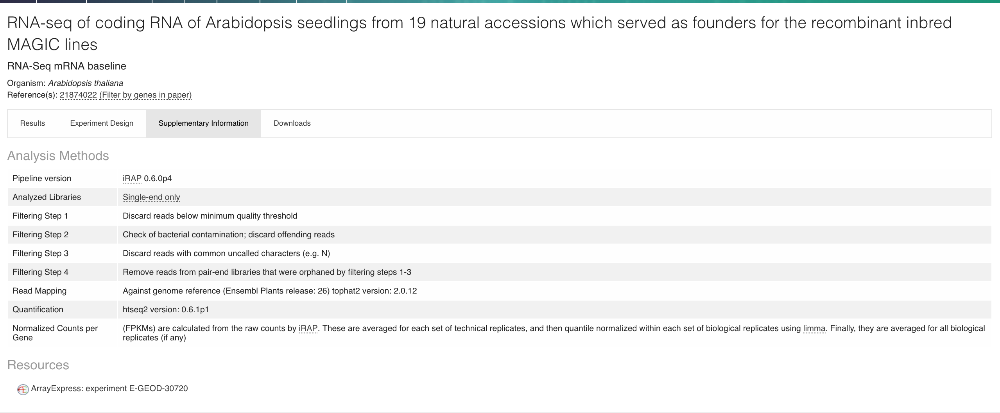 RNA-seq of coding RNA of Arabidopsis seedlings from 19 natural accessions which served as founders for the recombinant inbred
MAGIC lines
RNA-Seq mRNA baseline
Organism: Arabidopsis thaliana
Reference(s): 21874022 (Filter by genes in paper)
Results Experiment Design Supplementary Information Downloads
Analysis Methods
Pipeline version iRAP 0.6.0p4
Analyzed Libraries Single-end only
Filtering Step 1 Discard reads below minimum quality threshold
Filtering Step 2 Check of bacterial contamination; discard offending reads
Filtering Step 3 Discard reads with common uncalled characters (e.g. N)
Filtering Step 4 Remove reads from pair-end libraries that were orphaned by filtering steps 1-3
Read Mapping Against genome reference (Ensembl Plants release: 26) tophat2 version: 2.0.12
Quantification htseq2 version: 0.6.1p1
Normalized Counts per (FPKMs) are calculated from the raw counts by iRAP. These are averaged for each set of technical replicates, and then quantile normalized within each set of biological replicates using limma. Finally, they are averaged for all biological
Gene replicates (if any)
Resources
ArrayExpress: experiment E-GEOD-30720